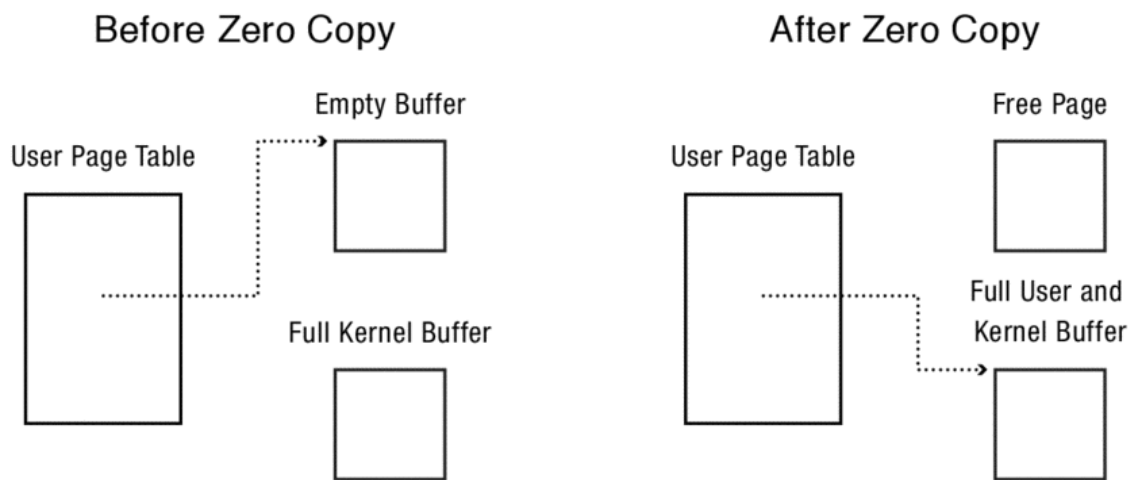 Before Zero Copy
Empty Buffer
User Page Table
Full Kernel Buffer
After Zero Copy
Free Page
User Page Table
Full User and
Kernel Buffer